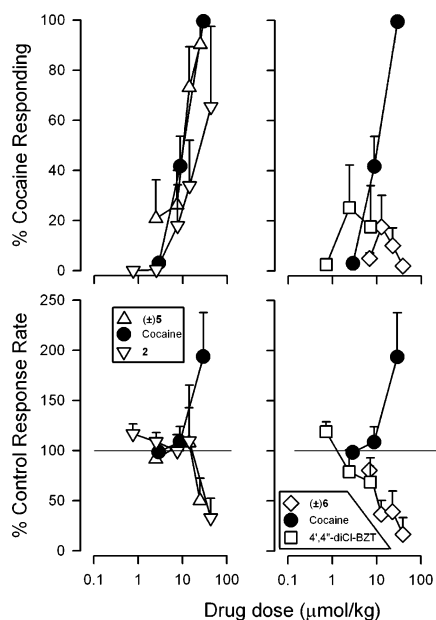 % Cocaine Responding
100
80
60
40
20
0
% Control Response Rate
250
200
150
100
50
0
(±)5
Cocaine
2
(±)6
Cocaine
4',4"-diCl-BZT
0.1 1 10 100
0.1 1 10 100
Drug dose (μmol/kg)